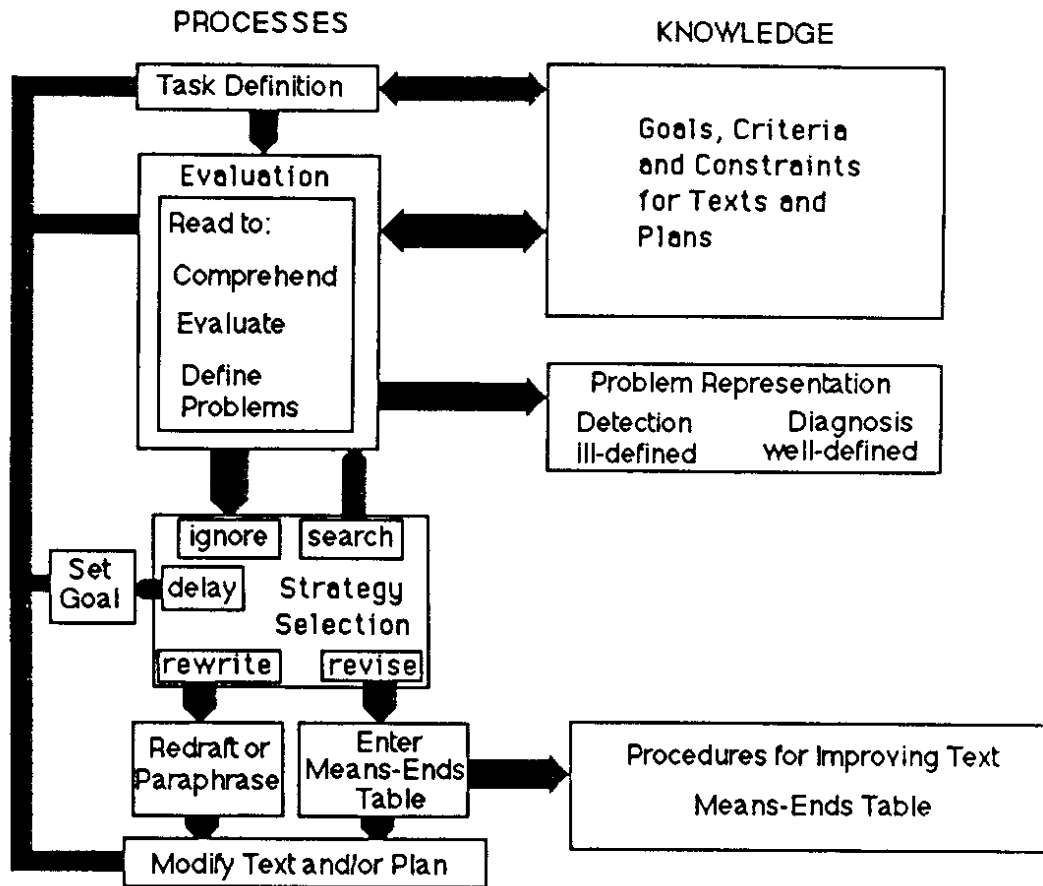 PROCESSES
KNOWLEDGE
Task Definition
Goals, Criteria
and Constraints
for Texts and
Plans
Evaluation
Read to:
Comprehend
Evaluate
Define
Problems
Problem Representation
Detection
ill-defined
Diagnosis
well-defined
ignore
search
Set
Goal
delay
Strategy
Selection
rewrite
revise
Redraft or
Paraphrase
Enter
Means-Ends
Table
Procedures for Improving Text
Means-Ends Table
Modify Text and/or Plan